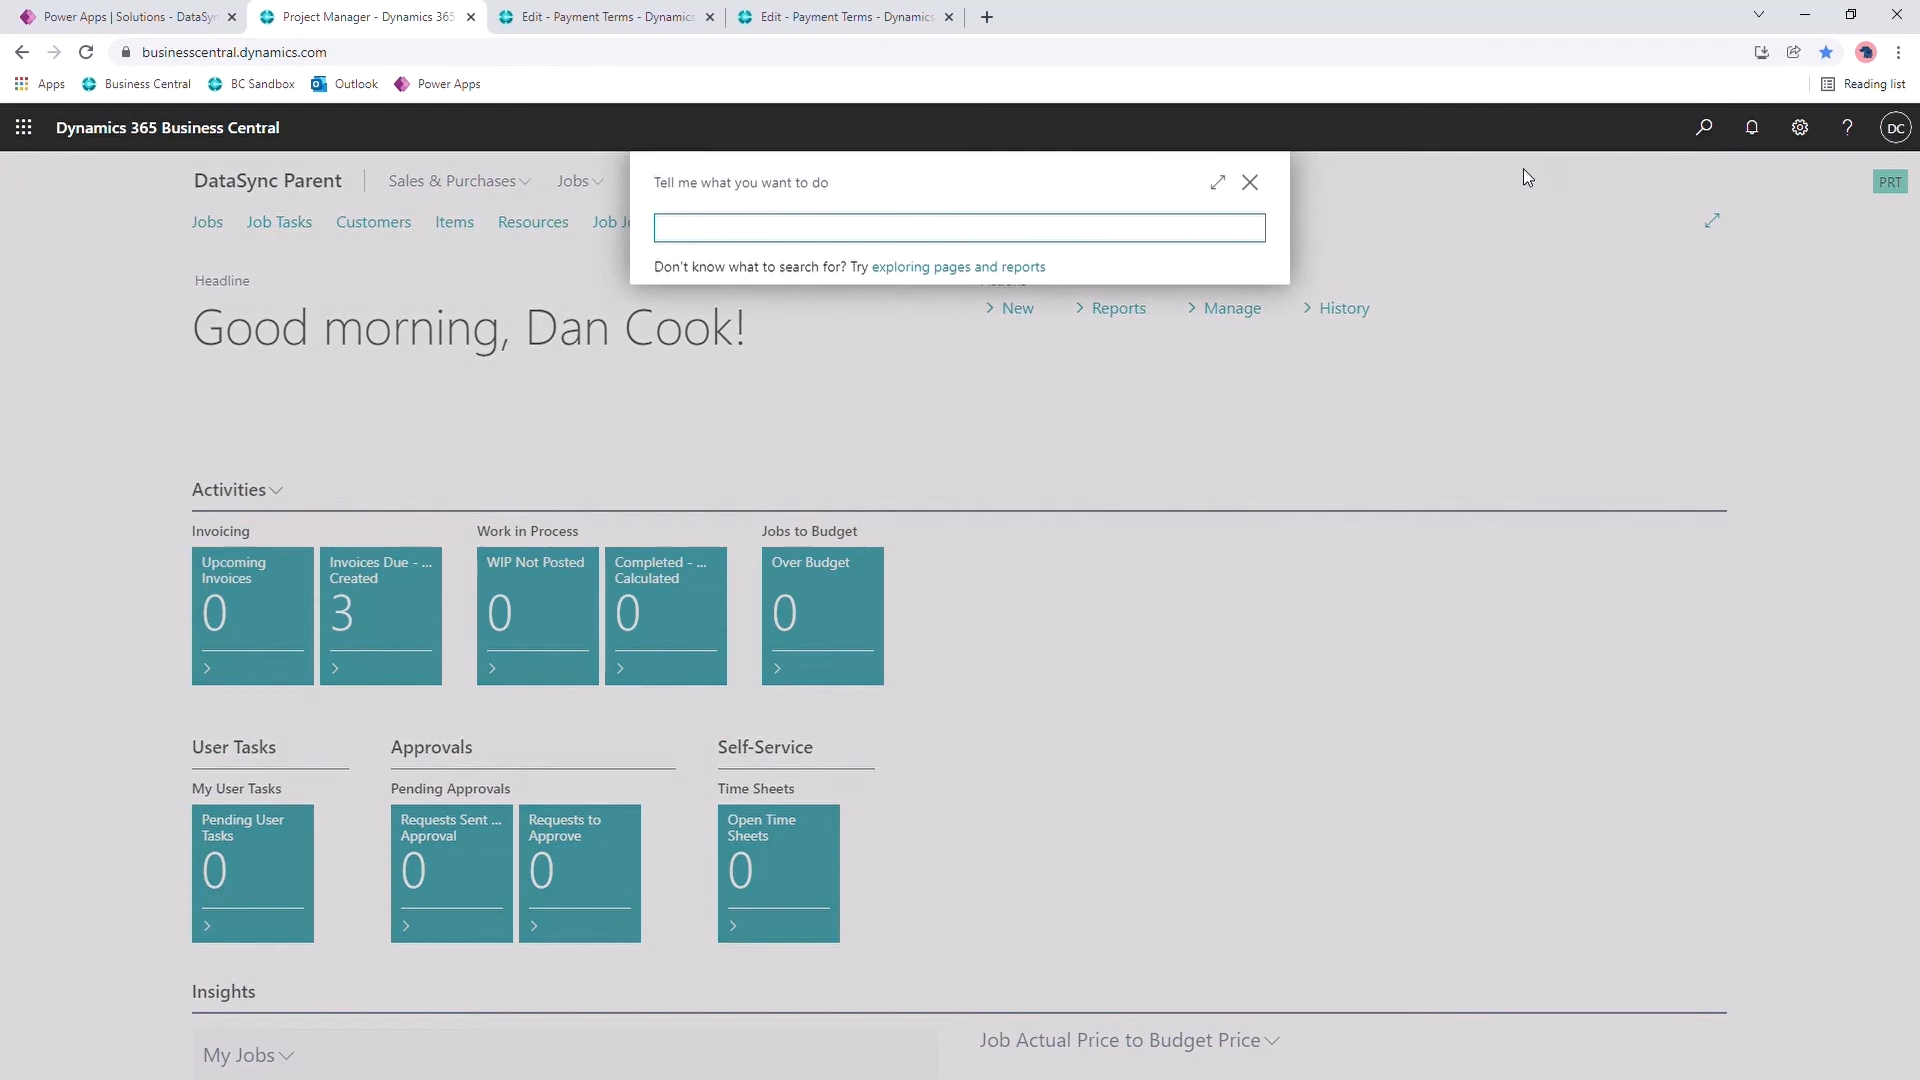 Power Apps | Solutions - DataSyn
Project Manager - Dynamics 365
Edit - Payment Terms - Dynamics
Edit - Payment Terms - Dynamics
businesscentral.dynamics.com
Apps
Business Central
BC Sandbox
Outlook
Power Apps
Reading list
Dynamics 365 Business Central
DC
DataSync Parent
Sales & Purchases
Jobs
PRT
Tell me what you want to do
Jobs
Job Tasks
Customers
Items
Resources
Job Jo
Don't know what to search for? Try exploring pages and reports
Headline
Good morning, Dan Cook!
> New
> Reports
> Manage
> History
Activities
Invoicing
Work in Process
Jobs to Budget
Upcoming
Invoices
0
Invoices Due - ...
Created
3
WIP Not Posted
0
Completed - ...
Calculated
0
Over Budget
0
User Tasks
Approvals
Self-Service
My User Tasks
Pending Approvals
Time Sheets
Pending User
Tasks
0
Requests Sent ...
Approval
0
Requests to
Approve
0
Open Time
Sheets
0
Insights
My Jobs
Job Actual Price to Budget Price